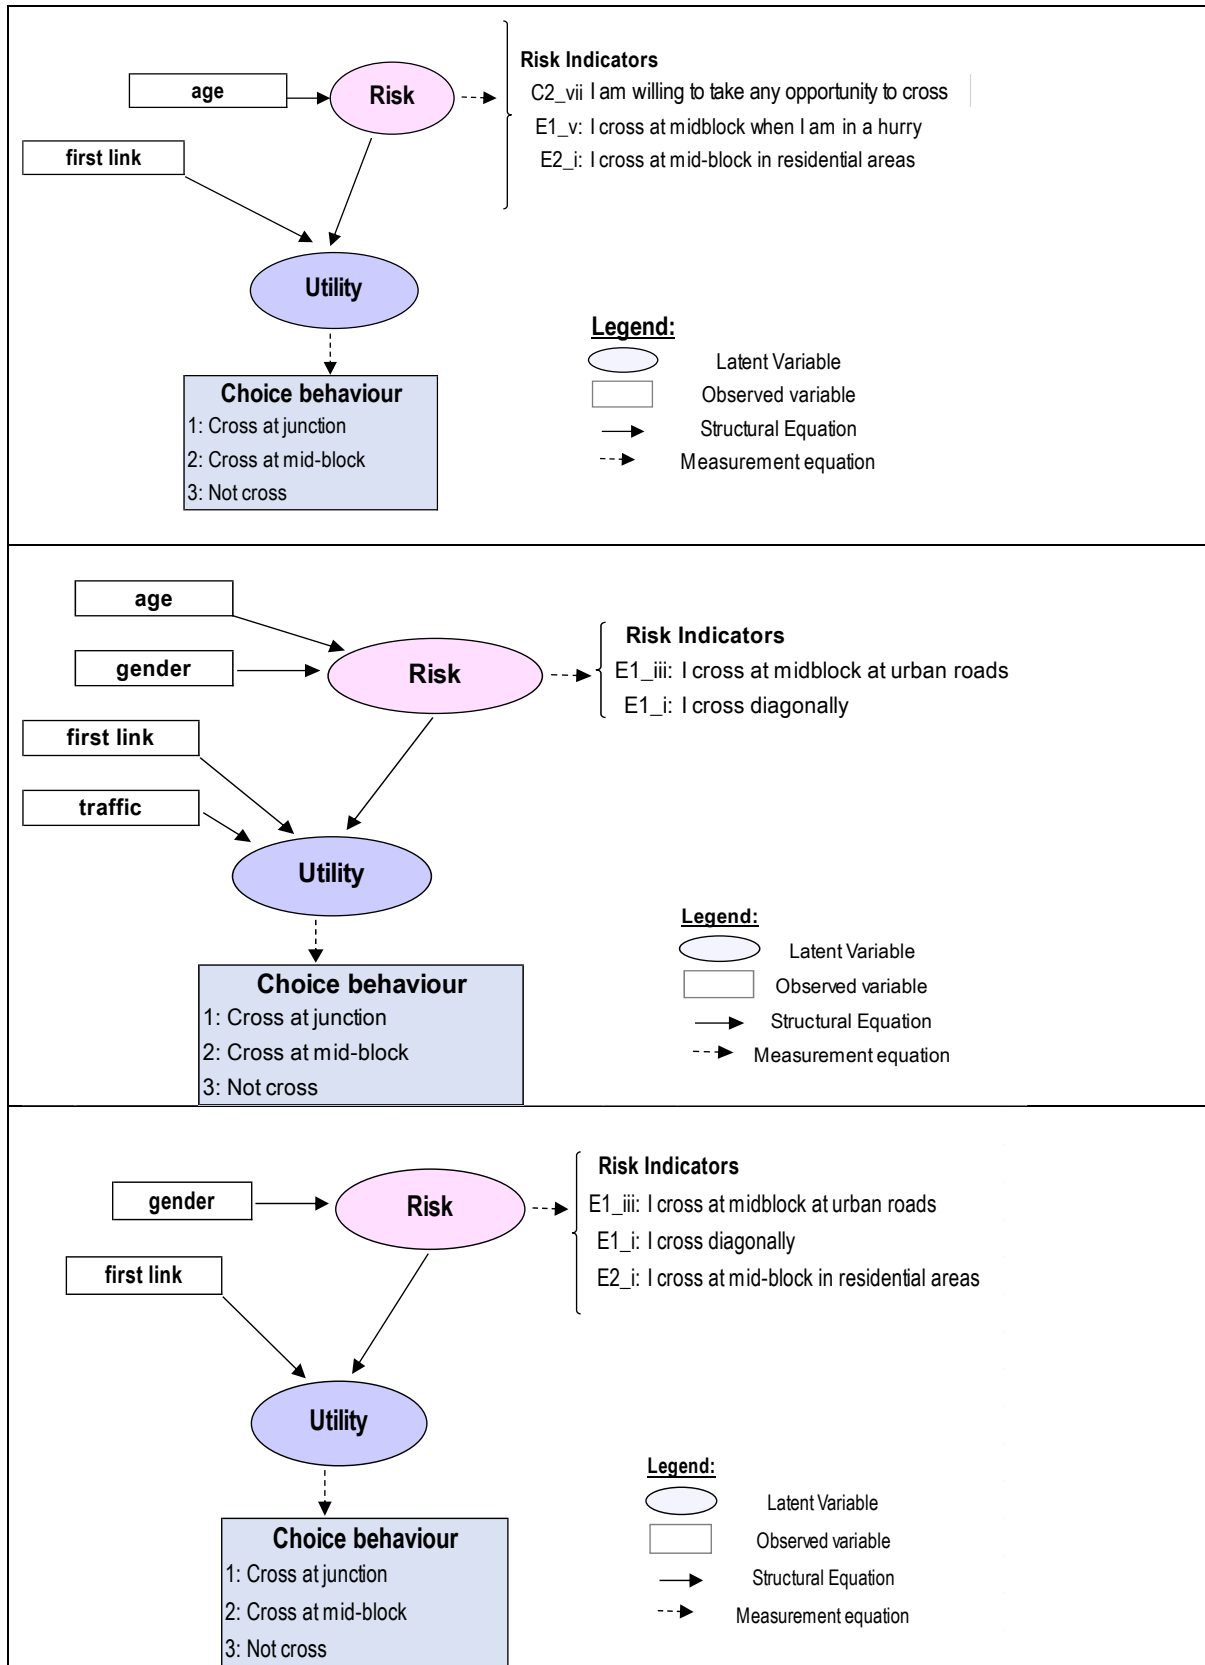 age
Risk
first link
Risk Indicators
C2_vii I am willing to take any opportunity to cross
E1_v: I cross at midblock when I am in a hurry
E2_i: I cross at mid-block in residential areas
Utility
Choice behaviour
1: Cross at junction
2: Cross at mid-block
3: Not cross
Legend:
Latent Variable
Observed variable
Structural Equation
Measurement equation
age
gender
Risk
first link
traffic
Risk Indicators
E1_iii: I cross at midblock at urban roads
E1_i: I cross diagonally
Utility
Choice behaviour
1: Cross at junction
2: Cross at mid-block
3: Not cross
Legend:
Latent Variable
Observed variable
Structural Equation
Measurement equation
gender
Risk
first link
Risk Indicators
E1_iii: I cross at midblock at urban roads
E1_i: I cross diagonally
E2_i: I cross at mid-block in residential areas
Utility
Choice behaviour
1: Cross at junction
2: Cross at mid-block
3: Not cross
Legend:
Latent Variable
Observed variable
Structural Equation
Measurement equation